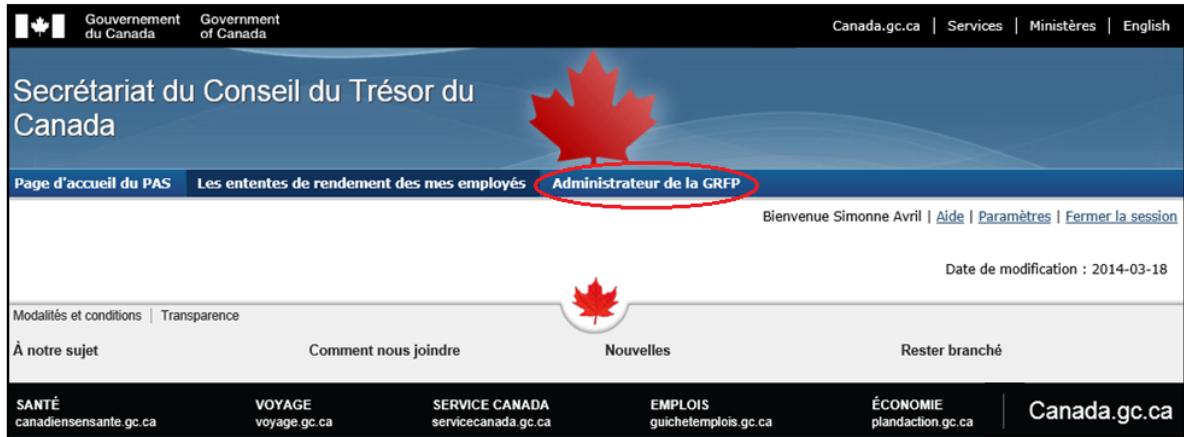 Gouvernement du Canada
Government of Canada
Canada.gc.ca | Services | Ministères | English
Secrétariat du Conseil du Trésor du
Canada
Page d'accueil du PAS Les ententes de rendement des mes employés Administrateur de la GRFP
Bienvenue Simonne Avril | Aide | Paramètres | Fermer la session
Date de modification : 2014-03-18
Modalités et conditions | Transparence
À notre sujet Comment nous joindre Nouvelles Rester branché
SANTÉ VOYAGE SERVICE CANADA EMPLOIS ÉCONOMIE
canadiensensante.gc.ca voyage.gc.ca servicecanada.gc.ca guichetemplois.gc.ca plandaction.gc.ca
Canada.gc.ca